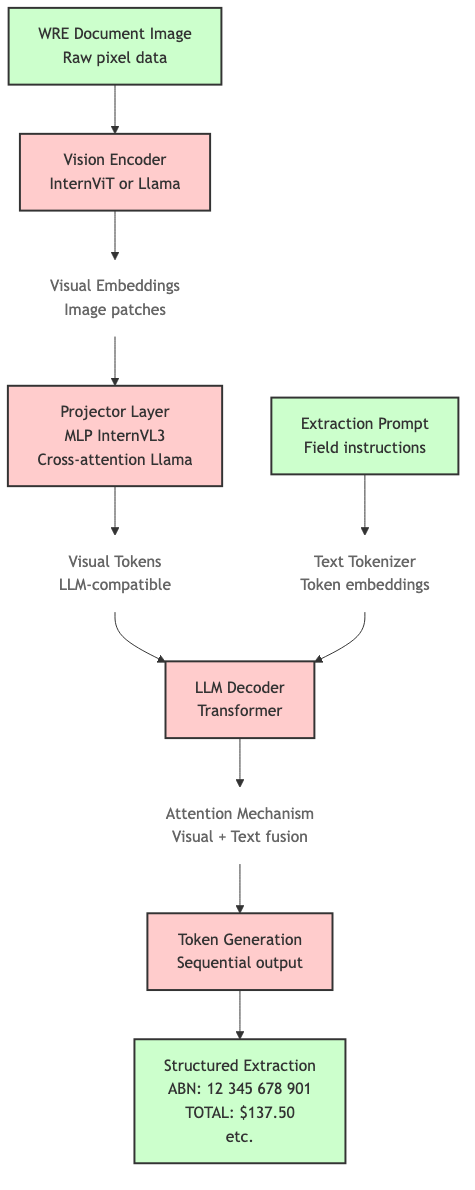 WRE Document Image
Raw pixel data
Vision Encoder
InternViT or Llama
Visual Embeddings
Image patches
Projector Layer
MLP InternVL3
Cross-attention Llama
Extraction Prompt
Field instructions
Visual Tokens
LLM-compatible
Text Tokenizer
Token embeddings
LLM Decoder
Transformer
Attention Mechanism
Visual + Text fusion
Token Generation
Sequential output
Structured Extraction
ABN: 12 345 678 901
TOTAL: $137.50
etc.